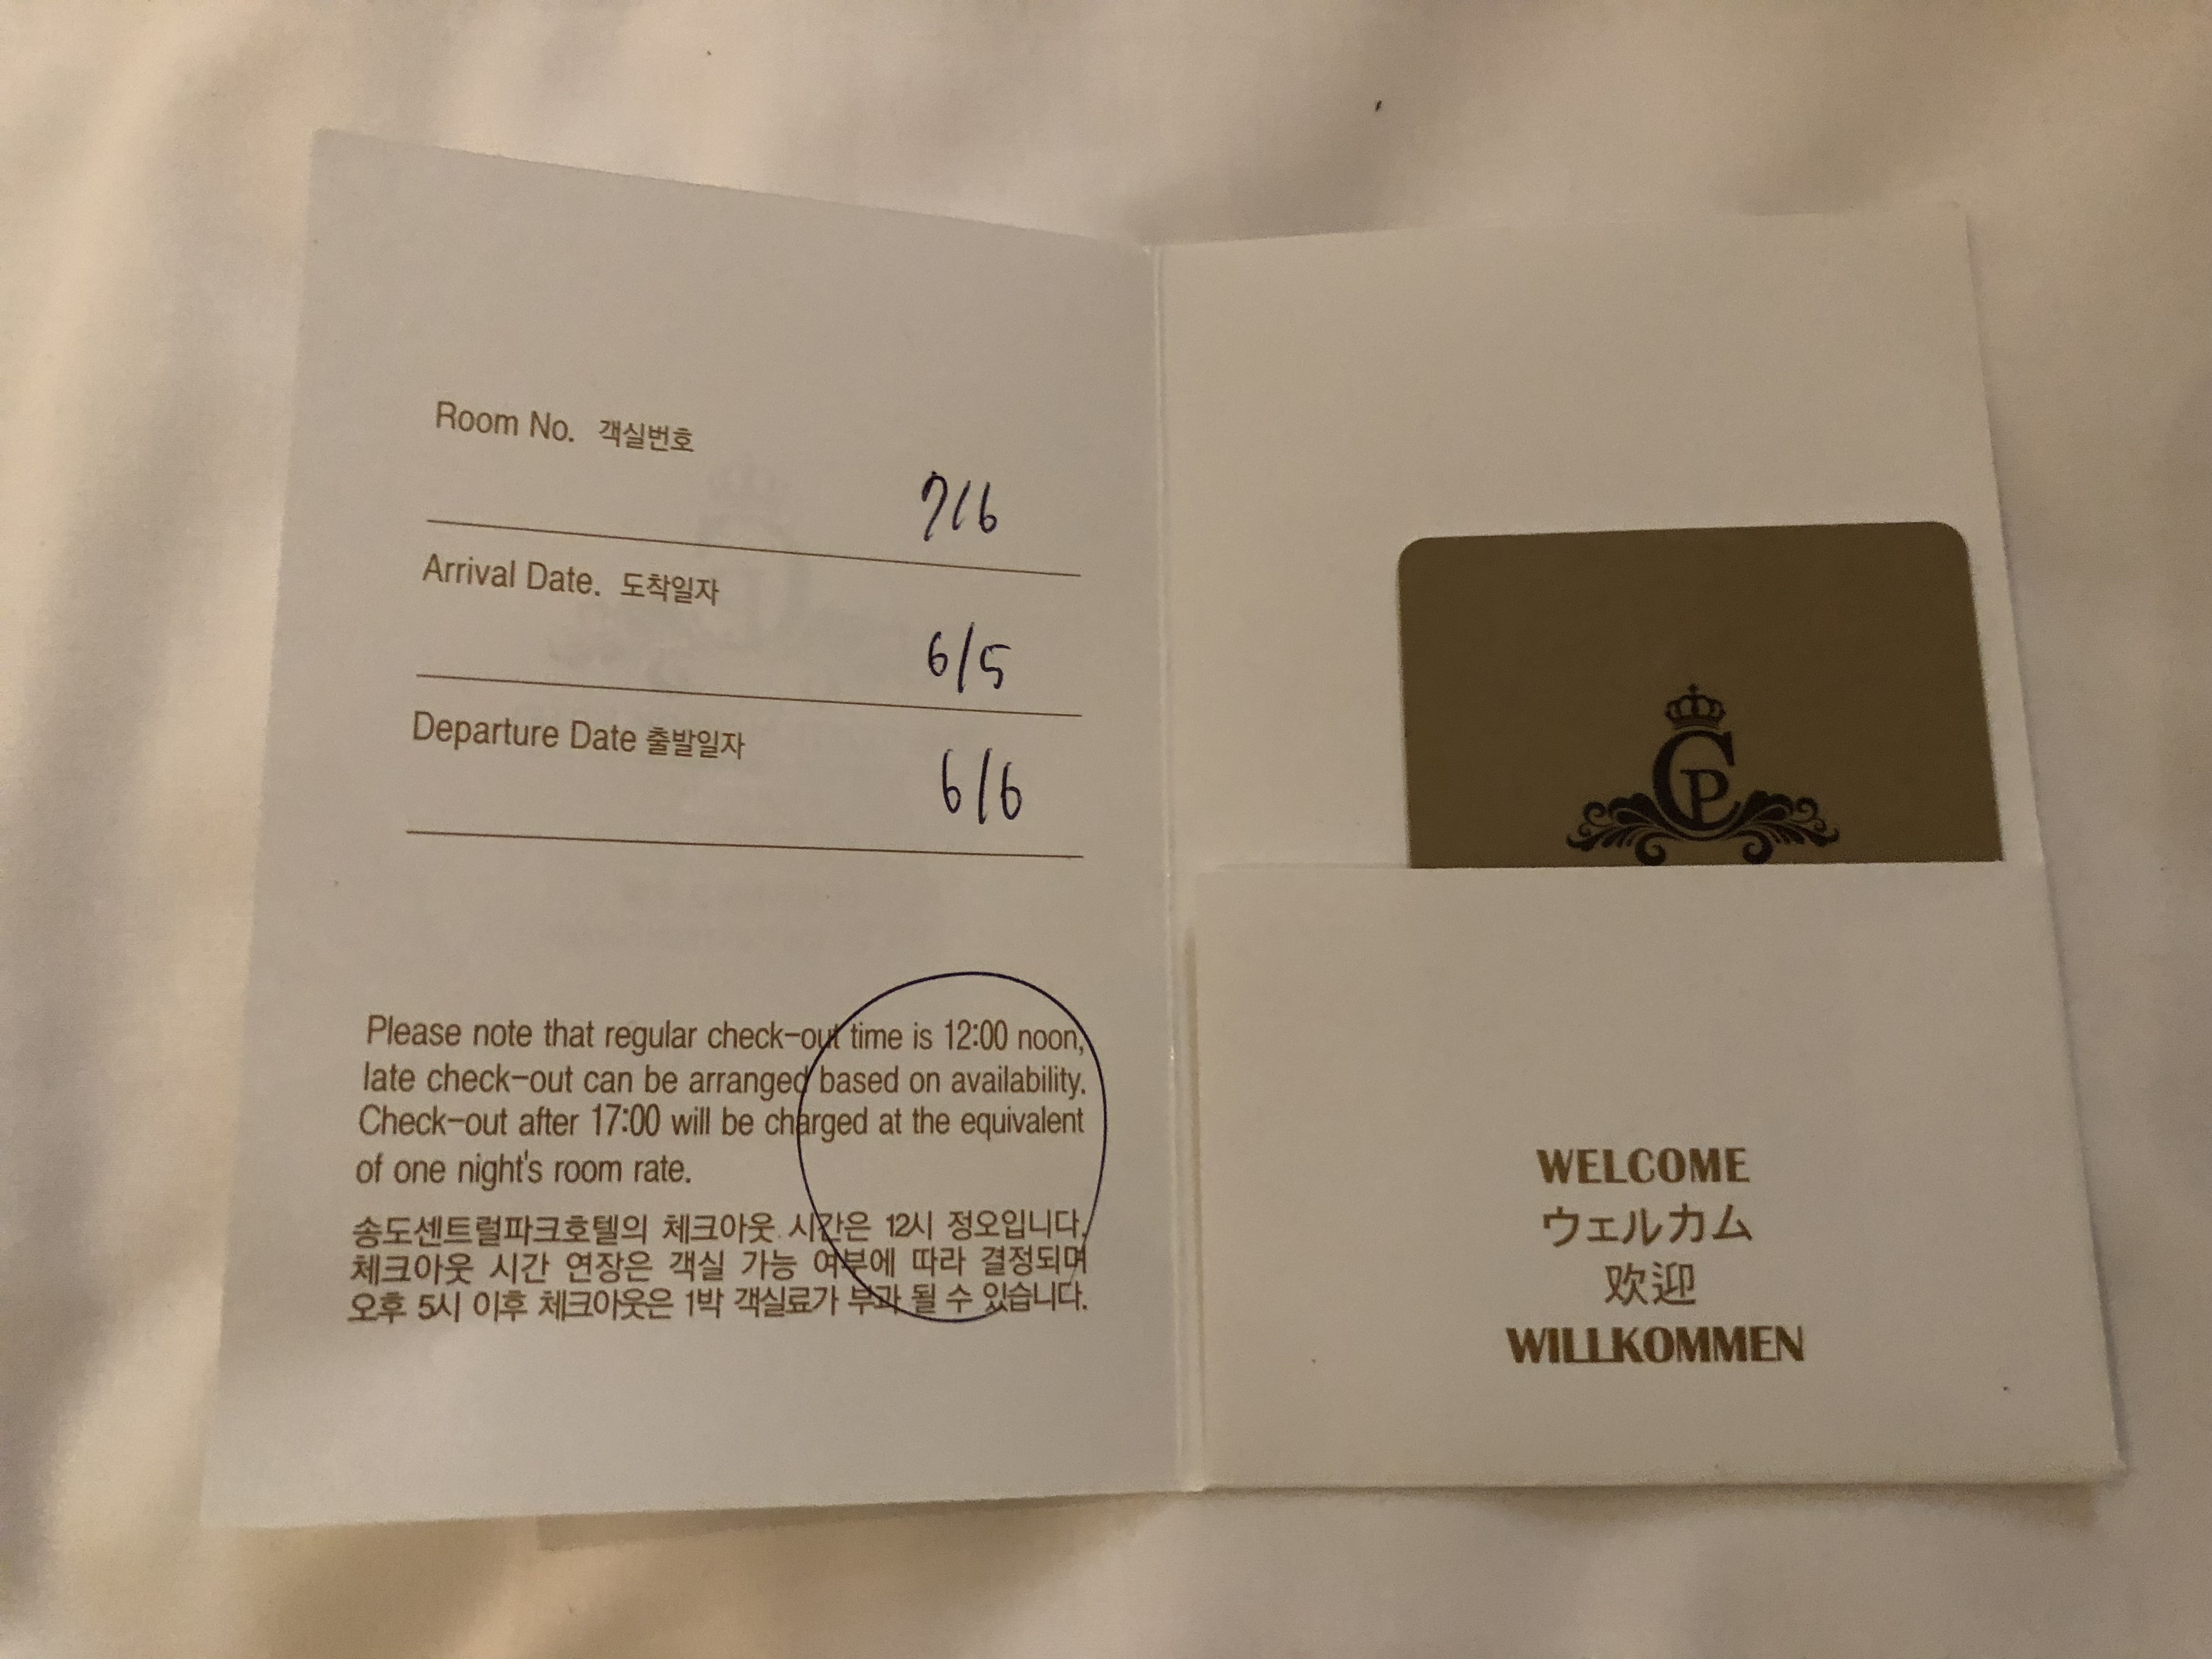 Room No. 객실번호
716
Arrival Date. 도착일자
6/5
Departure Date 출발일자
6/6
Please note that regular check-out time is 12:00 noon,
late check-out can be arranged based on availability.
Check-out after 17:00 will be charged at the equivalent
of one night's room rate.
송도센트럴파크호텔의 체크아웃 시간은 12시 정오입니다.
체크아웃 시간 연장은 객실 가능 여부에 따라 결정되며
오후 5시 이후 체크아웃은 1박 객실료가 부과 될 수 있습니다.
CP
WELCOME
ウェルカム
欢迎
WILLKOMMEN